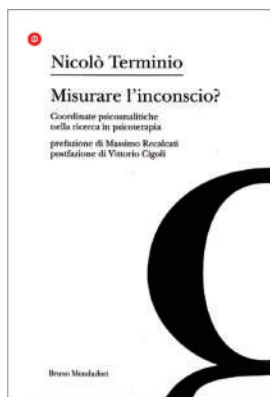 Nicolò Terminio
Misurare l'inconscio?
Coordinate psicoanalitiche
nella ricerca in psicoterapia
prefazione di Massimo Recalcati
postfazione di Vittorio Cigoli
Bruno Mondadori